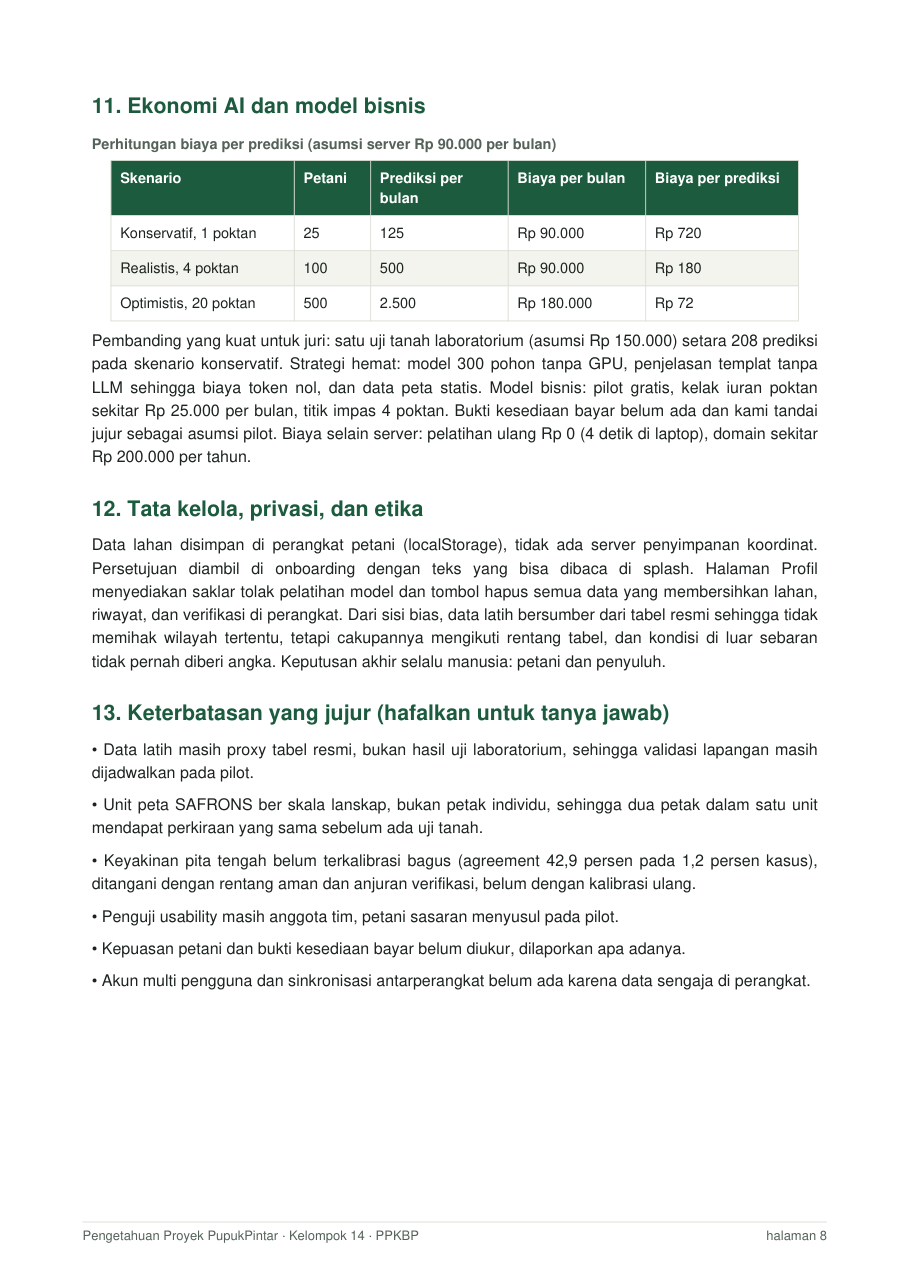 11. Ekonomi AI dan model bisnis
Perhitungan biaya per prediksi (asumsi server Rp 90.000 per bulan)
Skenario Petani Prediksi per bulan Biaya per bulan Biaya per prediksi
Konservatif, 1 poktan 25 125 Rp 90.000 Rp 720
Realistis, 4 poktan 100 500 Rp 90.000 Rp 180
Optimistis, 20 poktan 500 2.500 Rp 180.000 Rp 72
Pembanding yang kuat untuk juri: satu uji tanah laboratorium (asumsi Rp 150.000) setara 208 prediksi
pada skenario konservatif. Strategi hemat: model 300 pohon tanpa GPU, penjelasan templat tanpa
LLM sehingga biaya token nol, dan data peta statis. Model bisnis: pilot gratis, kelak iuran poktan
sekitar Rp 25.000 per bulan, titik impas 4 poktan. Bukti kesediaan bayar belum ada dan kami tandai
jujur sebagai asumsi pilot. Biaya selain server: pelatihan ulang Rp 0 (4 detik di laptop), domain sekitar
Rp 200.000 per tahun.
12. Tata kelola, privasi, dan etika
Data lahan disimpan di perangkat petani (localStorage), tidak ada server penyimpanan koordinat.
Persetujuan diambil di onboarding dengan teks yang bisa dibaca di splash. Halaman Profil
menyediakan saklar tolak pelatihan model dan tombol hapus semua data yang membersihkan lahan,
riwayat, dan verifikasi di perangkat. Dari sisi bias, data latih bersumber dari tabel resmi sehingga tidak
memihak wilayah tertentu, tetapi cakupannya mengikuti rentang tabel, dan kondisi di luar sebaran
tidak pernah diberi angka. Keputusan akhir selalu manusia: petani dan penyuluh.
13. Keterbatasan yang jujur (hafalkan untuk tanya jawab)
• Data latih masih proxy tabel resmi, bukan hasil uji laboratorium, sehingga validasi lapangan masih
dijadwalkan pada pilot.
• Unit peta SAFRONS ber skala lanskap, bukan petak individu, sehingga dua petak dalam satu unit
mendapat perkiraan yang sama sebelum ada uji tanah.
• Keyakinan pita tengah belum terkalibrasi bagus (agreement 42,9 persen pada 1,2 persen kasus),
ditangani dengan rentang aman dan anjuran verifikasi, belum dengan kalibrasi ulang.
• Penguji usability masih anggota tim, petani sasaran menyusul pada pilot.
• Kepuasan petani dan bukti kesediaan bayar belum diukur, dilaporkan apa adanya.
• Akun multi pengguna dan sinkronisasi antarperangkat belum ada karena data sengaja di perangkat.
Pengetahuan Proyek PupukPintar · Kelompok 14 · PPKBP halaman 8